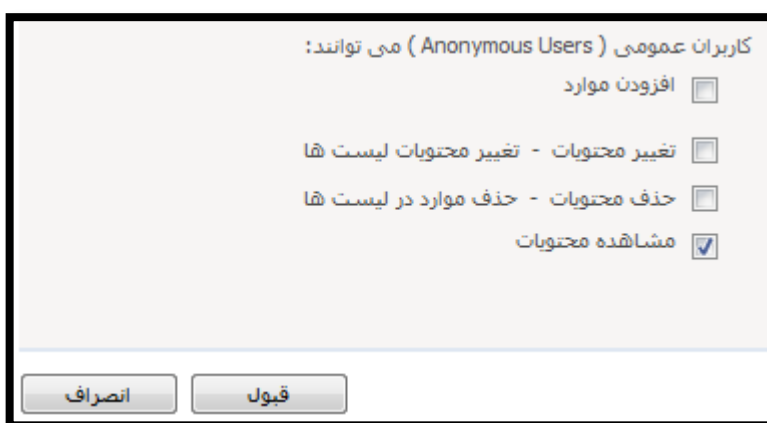 کاربران عمومی ( Anonymous Users ) می توانند:
افزودن موارد
تغییر محتویات - تغییر محتویات لیست ها
حذف محتویات - حذف موارد در لیست ها
مشاهده محتویات
قبول
انصراف